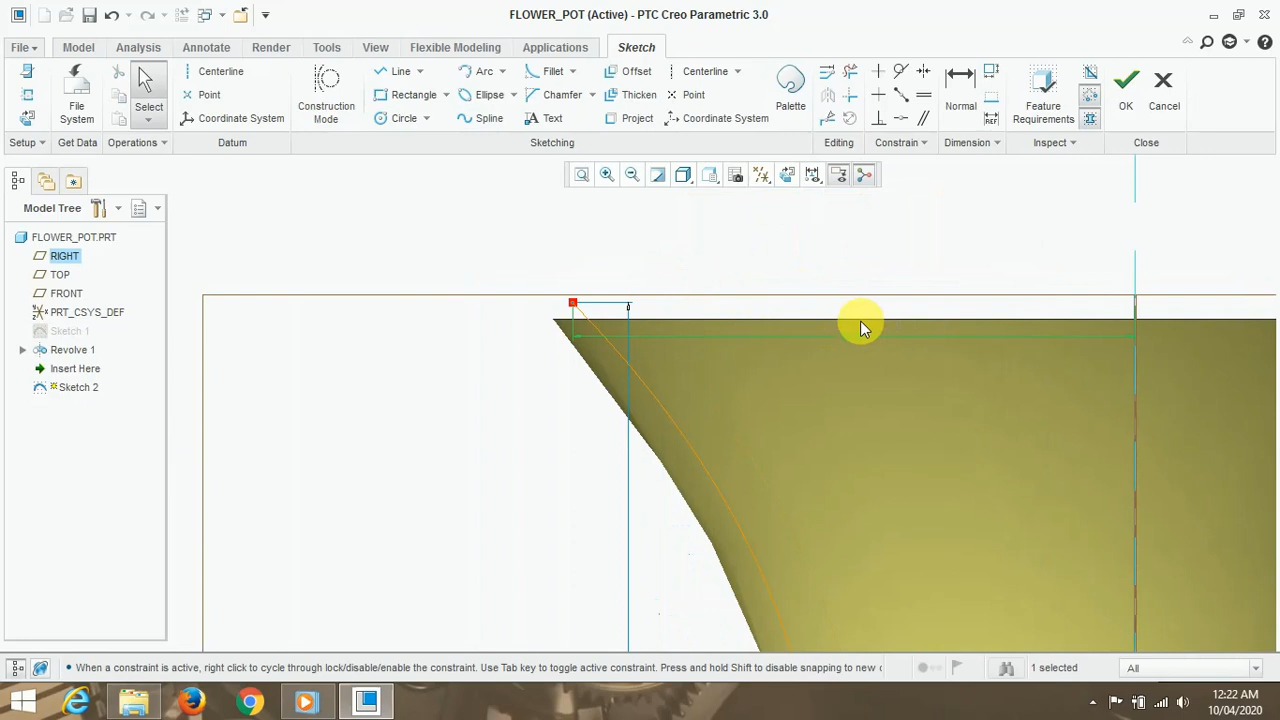 FLOWER_POT (Active) - PTC Creo Parametric 3.0
File Model Analysis Annotate Render Tools View Flexible Modeling Applications Sketch
Centerline Line Arc Fillet Offset Centerline
Point Rectangle Ellipse Chamfer Thicken Point
Coordinate System Circle Spline Text Project Coordinate System
File System Select Construction Mode Palette Normal Feature Requirements OK Cancel
Setup Get Data Operations Datum Sketching Editing Constrain Dimension Inspect Close
Model Tree
FLOWER_POT.PRT
RIGHT
TOP
FRONT
PRT_CSYS_DEF
Sketch 1
Revolve 1
Insert Here
Sketch 2
When a constraint is active, right click to cycle through lock/disable/enable the constraint. Use Tab key to toggle active constraint. Press and hold Shift to disable snapping to new c
1 selected
All
12:22 AM
10/04/2020